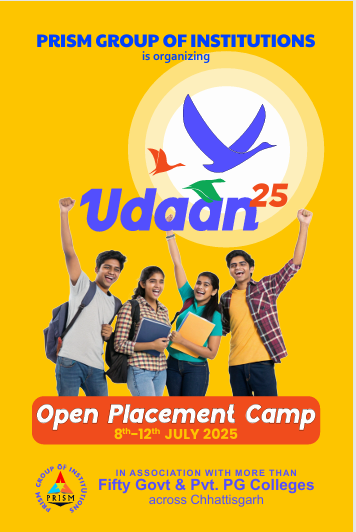 PRISM GROUP OF INSTITUTIONS
is organizing
Udaan25
Open Placement Camp
8th–12th JULY 2025
PRISM GROUP OF INSTITUTIONS
PRISM
IN ASSOCIATION WITH MORE THAN
Fifty Govt & Pvt. PG Colleges
across Chhattisgarh